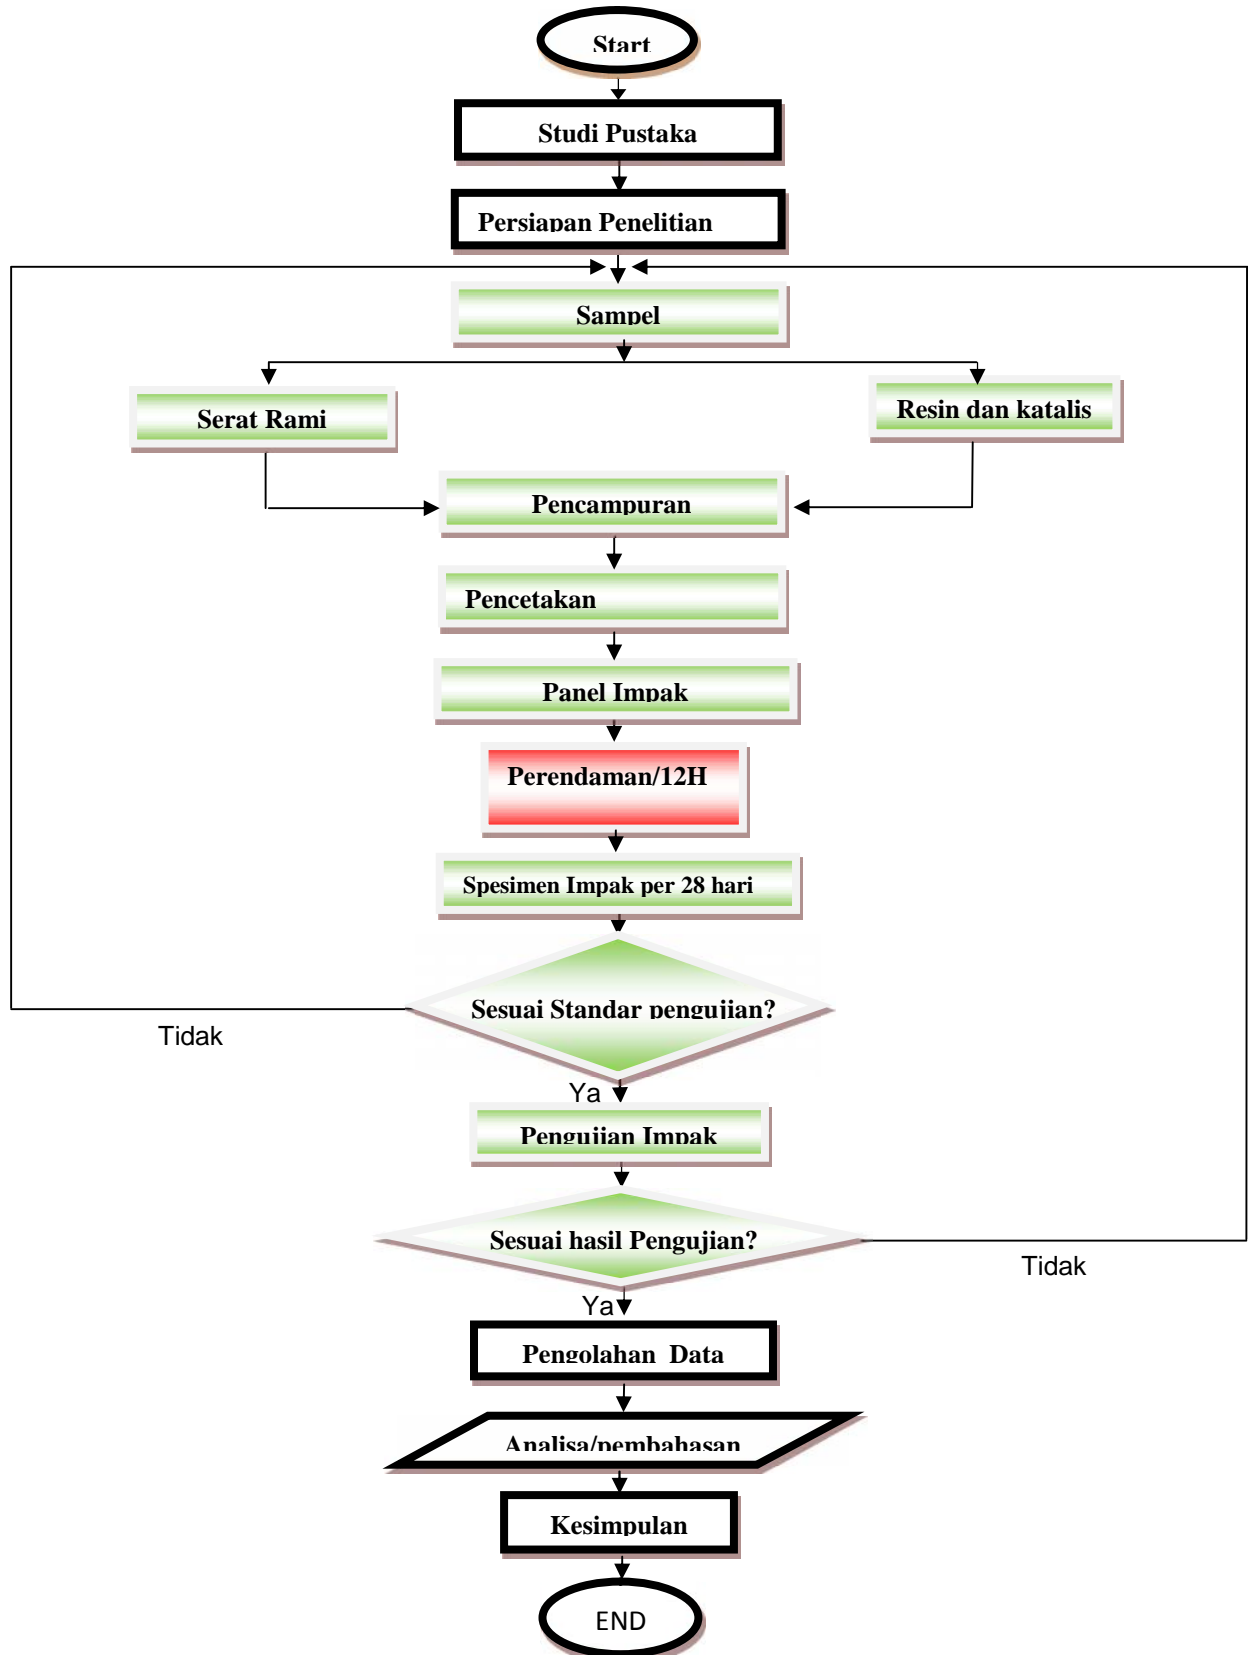 Start
Studi Pustaka
Persiapan Penelitian
Sampel
Serat Rami
Resin dan katalis
Pencampuran
Pencetakan
Panel Impak
Perendaman/12H
Spesimen Impak per 28 hari
Sesuai Standar pengujian?
Tidak
Ya
Pengujian Impak
Sesuai hasil Pengujian?
Tidak
Ya
Pengolahan Data
Analisa/pembahasan
Kesimpulan
END